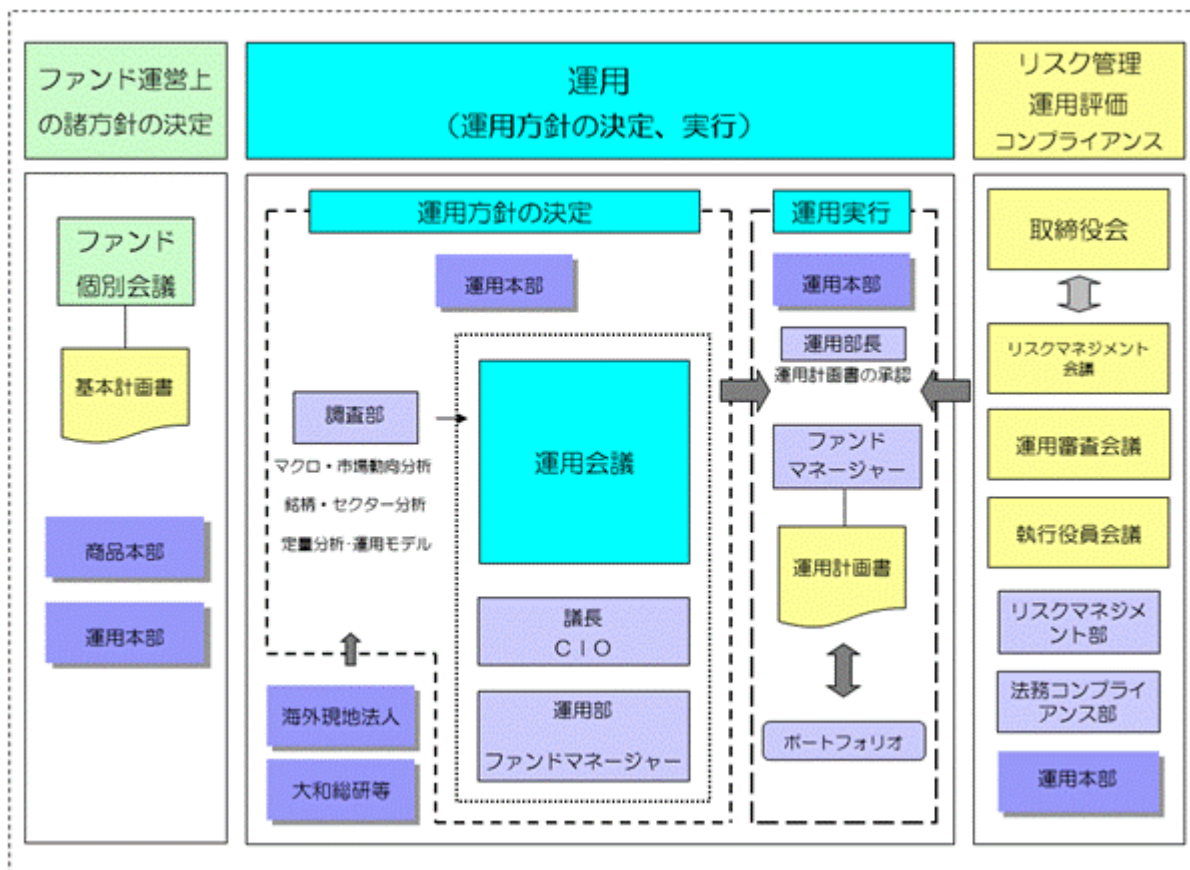 ファンド運営上
の諸方針の決定
運用
（運用方針の決定、実行）
リスク管理
運用評価
コンプライアンス
ファンド
個別会議
基本計画書
商品本部
運用本部
運用方針の決定
運用本部
調査部
マクロ・市場動向分析
銘柄・セクター分析
定量分析・運用モデル
海外現地法人
大和総研等
運用会議
議長
ＣＩＯ
運用部
ファンドマネージャー
運用実行
運用本部
運用部長
運用計画書の承認
ファンド
マネージャー
運用計画書
ポートフォリオ
取締役会
リスクマネジメント
会議
運用審査会議
執行役員会議
リスクマネジメ
ント部
法務コンプライ
アンス部
運用本部